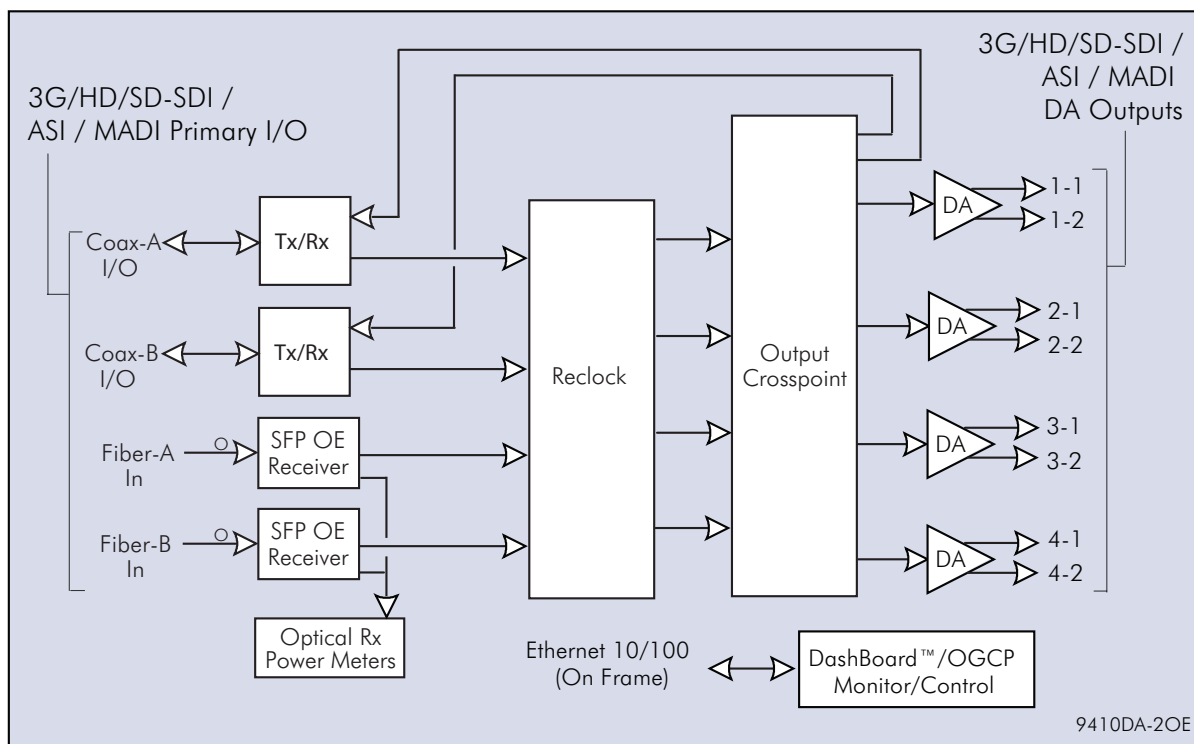 3G/HD/SD-SDI /
ASI / MADI Primary I/O
3G/HD/SD-SDI /
ASI / MADI
DA Outputs
Coax-A
I/O
Tx/Rx
Coax-B
I/O
Tx/Rx
Fiber-A
In
SFP OE
Receiver
Fiber-B
In
SFP OE
Receiver
Optical Rx
Power Meters
Reclock
Output
Crosspoint
DA
1-1
1-2
DA
2-1
2-2
DA
3-1
3-2
DA
4-1
4-2
Ethernet 10/100
(On Frame)
DashBoard™/OGCP
Monitor/Control
9410DA-2OE